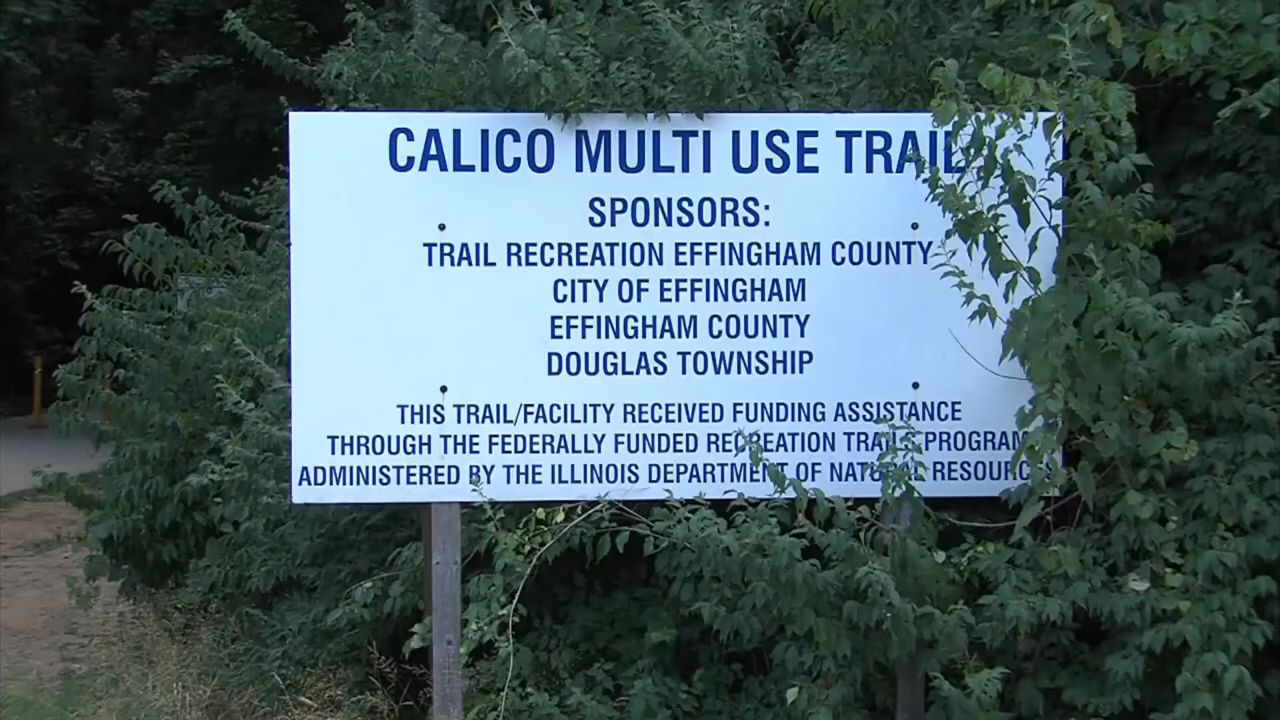 CALICO MULTI USE TRAIL
SPONSORS:
TRAIL RECREATION EFFINGHAM COUNTY
CITY OF EFFINGHAM
EFFINGHAM COUNTY
DOUGLAS TOWNSHIP
THIS TRAIL/FACILITY RECEIVED FUNDING ASSISTANCE
THROUGH THE FEDERALLY FUNDED RECREATION TRAILS PROGRAM
ADMINISTERED BY THE ILLINOIS DEPARTMENT OF NATURAL RESOURCES